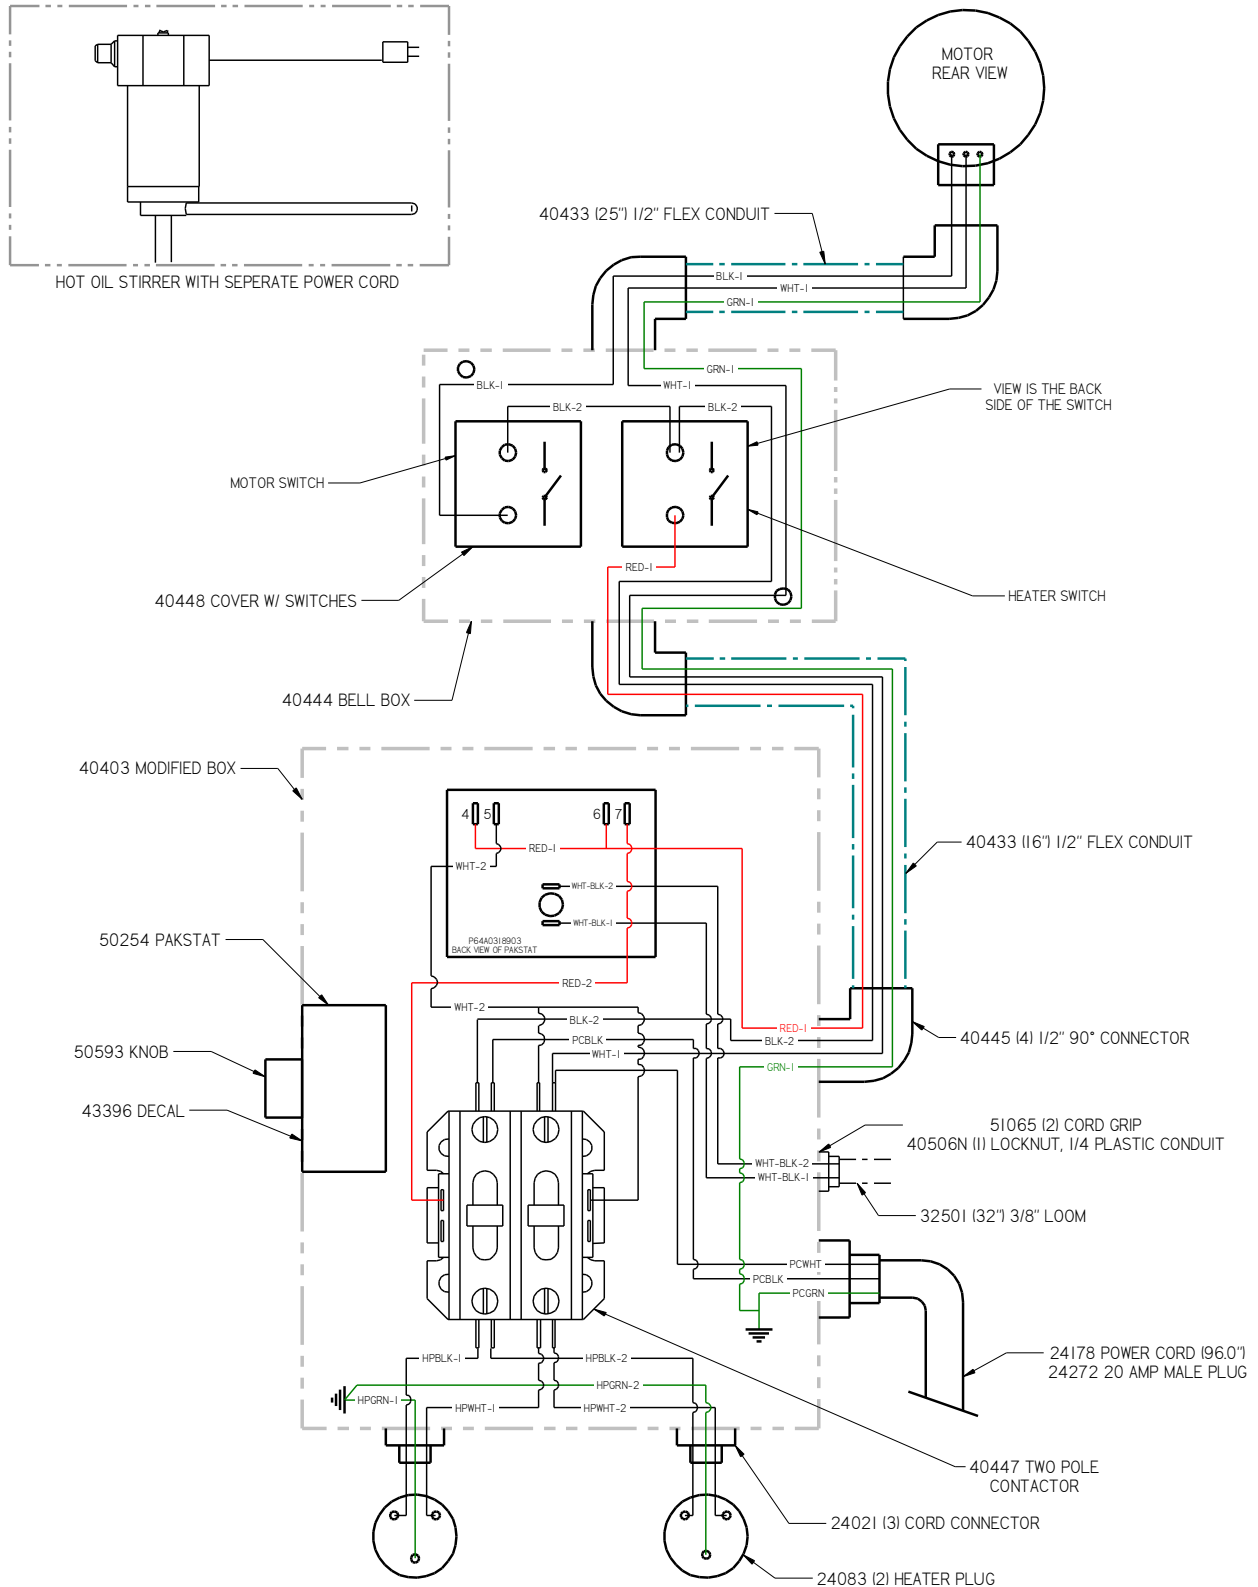 MOTOR
REAR VIEW
40433 (25") 1/2" FLEX CONDUIT
HOT OIL STIRRER WITH SEPERATE POWER CORD
BLK-1
WHT-1
GRN-1
GRN-1
BLK-1
WHT-1
VIEW IS THE BACK
SIDE OF THE SWITCH
BLK-2
BLK-2
MOTOR SWITCH
RED-1
40448 COVER W/ SWITCHES
HEATER SWITCH
40444 BELL BOX
40403 MODIFIED BOX
4
5
6
7
RED-1
40433 (16") 1/2" FLEX CONDUIT
WHT-2
WHT-BLK-2
WHT-BLK-1
50254 PAKSTAT
P64A0318903
BACK VIEW OF PAKSTAT
RED-2
WHT-2
BLK-2
RED-1
PCBLK
BLK-2
40445 (4) 1/2" 90° CONNECTOR
50593 KNOB
WHT-1
GRN-1
43396 DECAL
51065 (2) CORD GRIP
40506N (1) LOCKNUT, 1/4 PLASTIC CONDUIT
WHT-BLK-2
WHT-BLK-1
32501 (32") 3/8" LOOM
PCWHT
PCBLK
PCGRN
24178 POWER CORD (96.0")
24272 20 AMP MALE PLUG
HPBLK-1
HPBLK-2
HPGRN-2
HPGRN-1
HPWHT-1
HPWHT-2
40447 TWO POLE
CONTACTOR
24021 (3) CORD CONNECTOR
24083 (2) HEATER PLUG